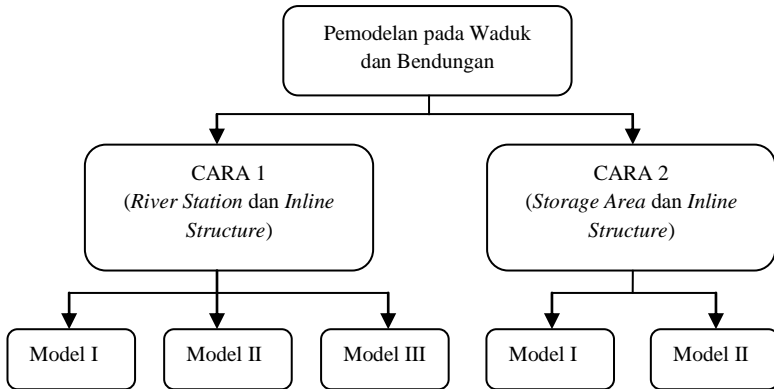 Pemodelan pada Waduk
dan Bendungan
CARA 1
(River Station dan Inline
Structure)
CARA 2
(Storage Area dan Inline
Structure)
Model I
Model II
Model III
Model I
Model II